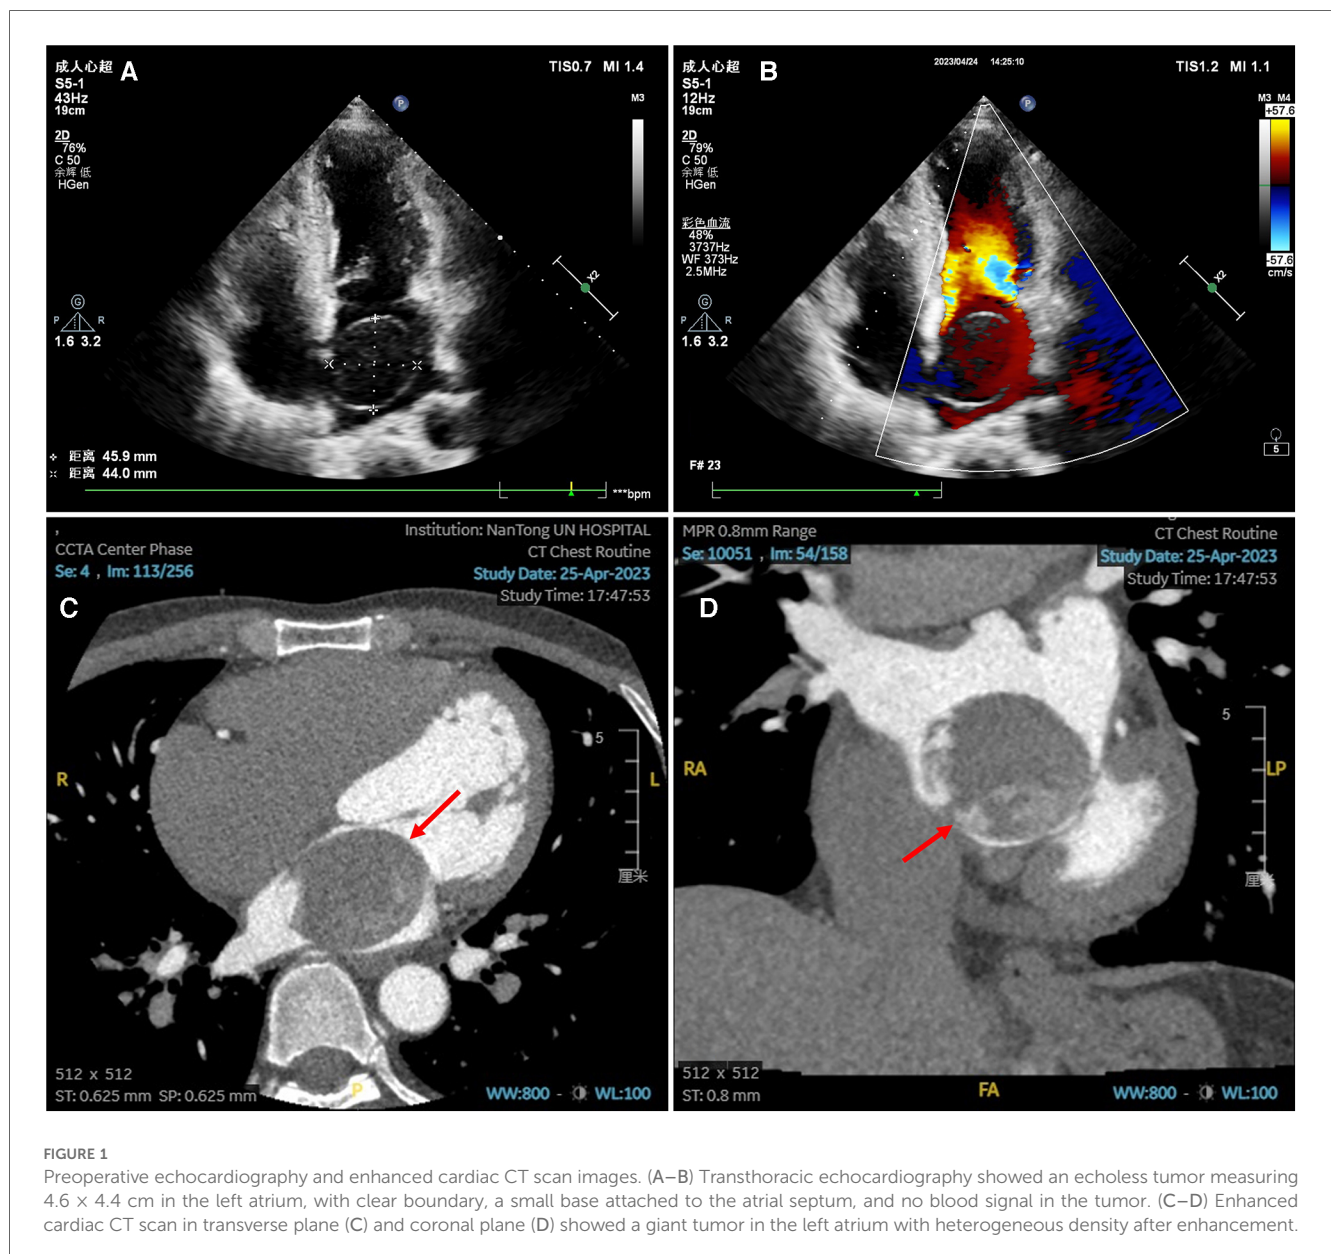 成人心超
A
TIS0.7 MI 1.4
S5-1
43Hz
19cm
P
M3
2D
76%
C 50
余辉 低
HGen
X2
G
P R
1.6 3.2
距离 45.9 mm
距离 44.0 mm
***bpm
成人心超
B
2023/04/24 14:25:10
TIS1.2 MI 1.1
S5-1
12Hz
19cm
P
M3 M4
+57.6
2D
79%
C 50
余辉 低
HGen
彩色血流
48%
3737Hz
WF 373Hz
2.5MHz
-57.6
cm/s
X2
G
P R
1.6 3.2
F# 23
5
,
Institution: NanTong UN HOSPITAL
CCTA Center Phase
CT Chest Routine
Se: 4 , Im: 113/256
Study Date: 25-Apr-2023
Study Time: 17:47:53
C
5
R
L
厘米
512 x 512
ST: 0.625 mm SP: 0.625 mm
P
WW:800 - WL:100
MPR 0.8mm Range
CT Chest Routine
Se: 10051 , Im: 54/158
Study Date: 25-Apr-2023
Study Time: 17:47:53
D
5
RA
LP
厘米
512 x 512
ST: 0.8 mm
FA
WW:800 - WL:100
FIGURE 1
Preoperative echocardiography and enhanced cardiac CT scan images. (A–B) Transthoracic echocardiography showed an echoless tumor measuring
4.6 × 4.4 cm in the left atrium, with clear boundary, a small base attached to the atrial septum, and no blood signal in the tumor. (C–D) Enhanced
cardiac CT scan in transverse plane (C) and coronal plane (D) showed a giant tumor in the left atrium with heterogeneous density after enhancement.